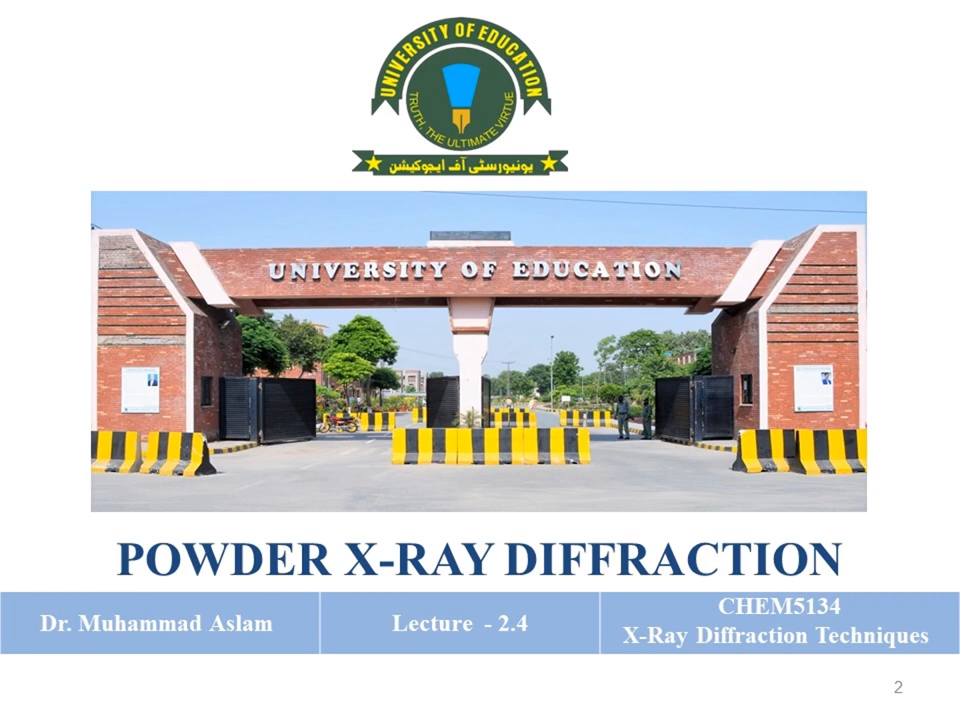 UNIVERSITY OF EDUCATION
TRUTH, THE ULTIMATE VIRTUE
یونیورسٹی آف ایجوکیشن
UNIVERSITY OF EDUCATION
POWDER X-RAY DIFFRACTION
Dr. Muhammad Aslam
Lecture - 2.4
CHEM5134
X-Ray Diffraction Techniques
2